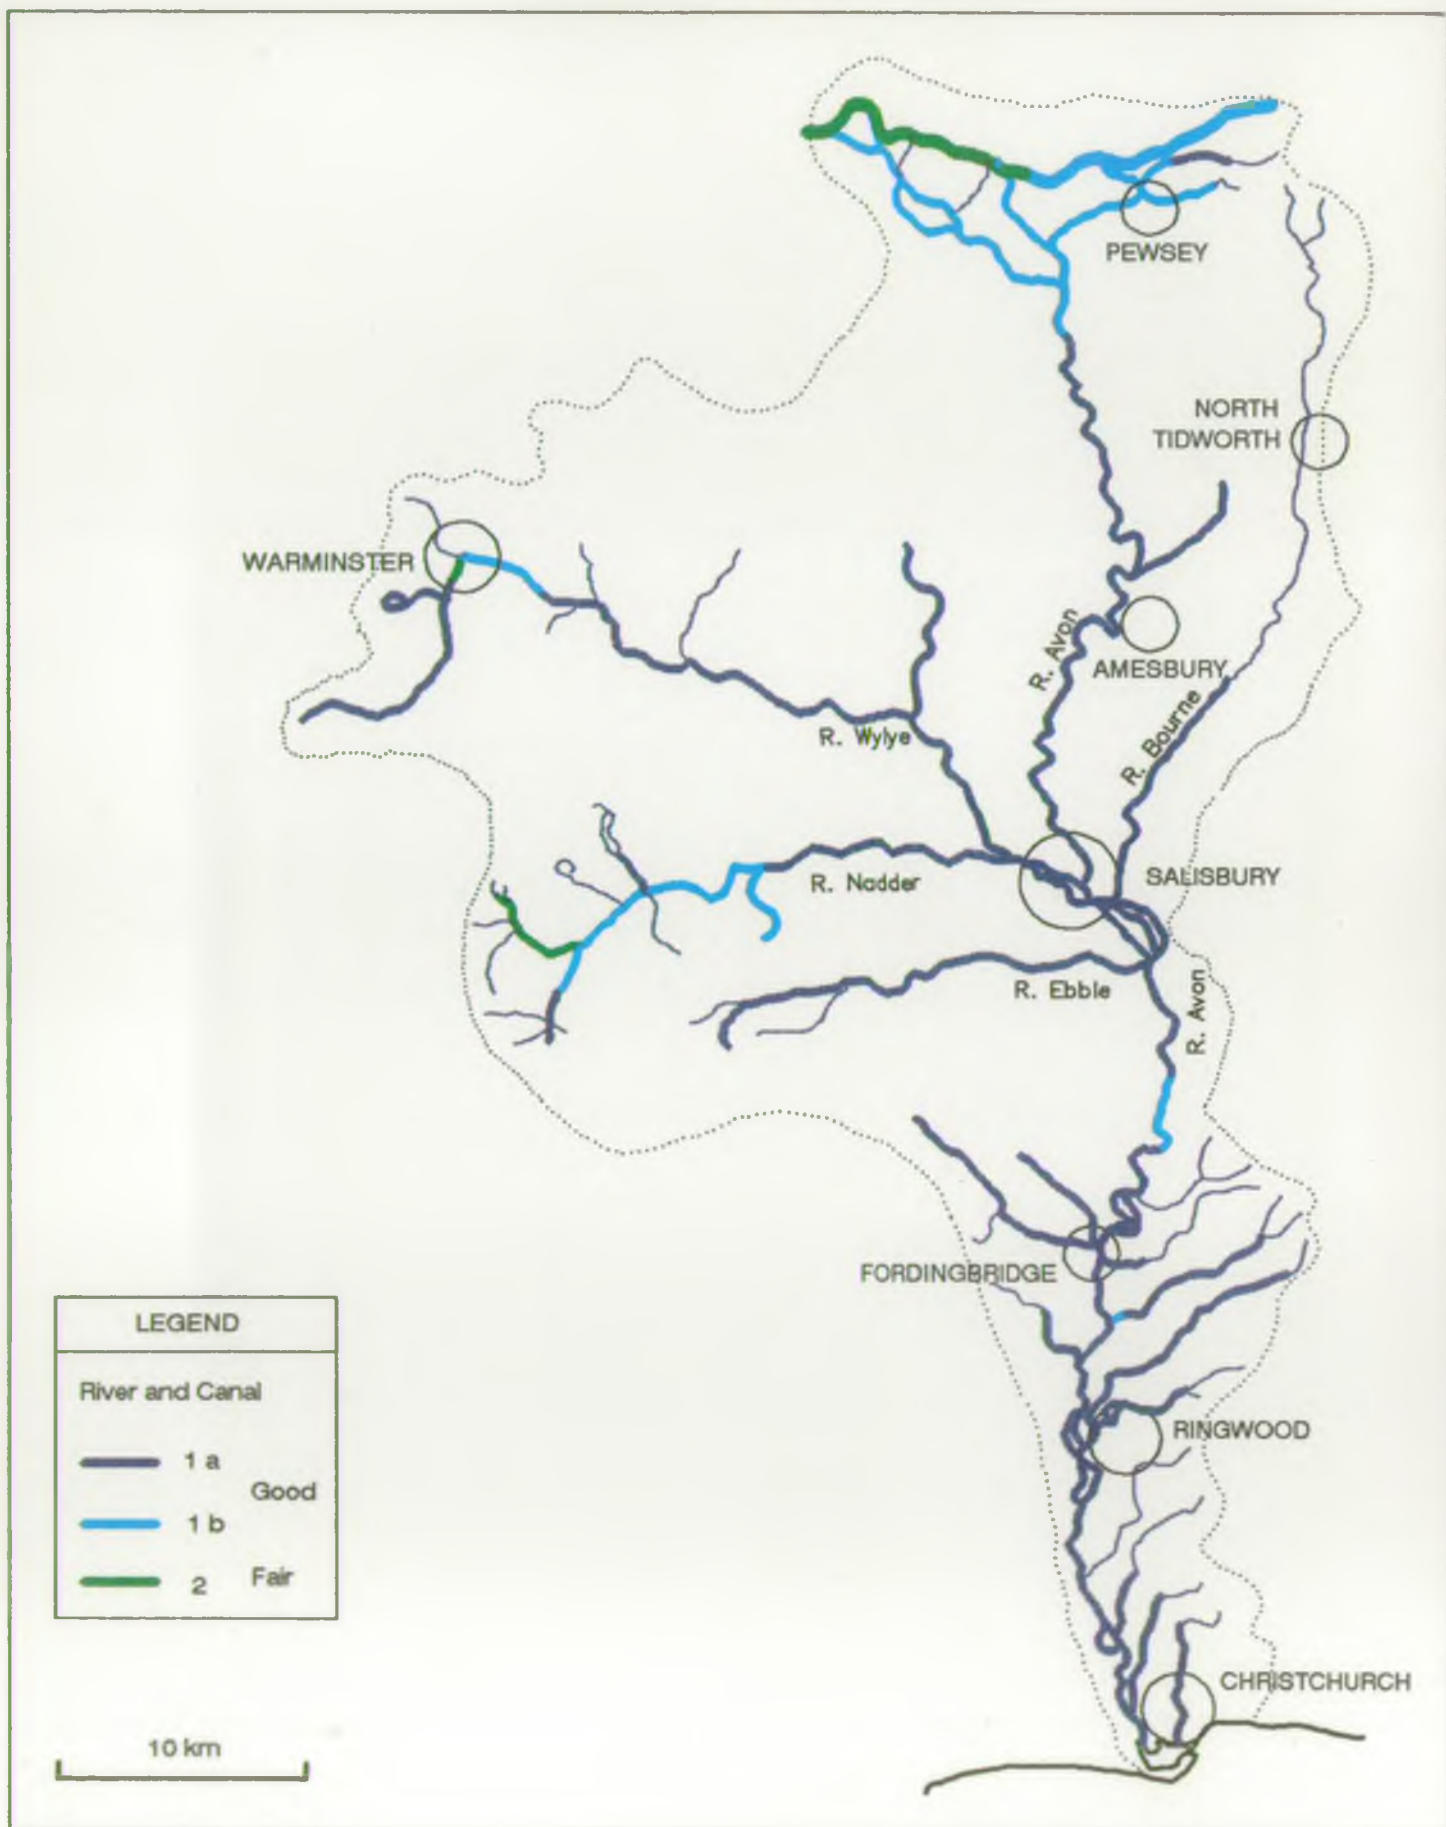 PEWSEY
NORTH
TIDWORTH
WARMINSTER
R. Avon
AMESBURY
R. Bourne
R. Wylye
SALISBURY
R. Nadder
R. Ebble
R. Avon
FORDINGBRIDGE
LEGEND
River and Canal
1 a
Good
1 b
2 Fair
RINGWOOD
CHRISTCHURCH
10 km